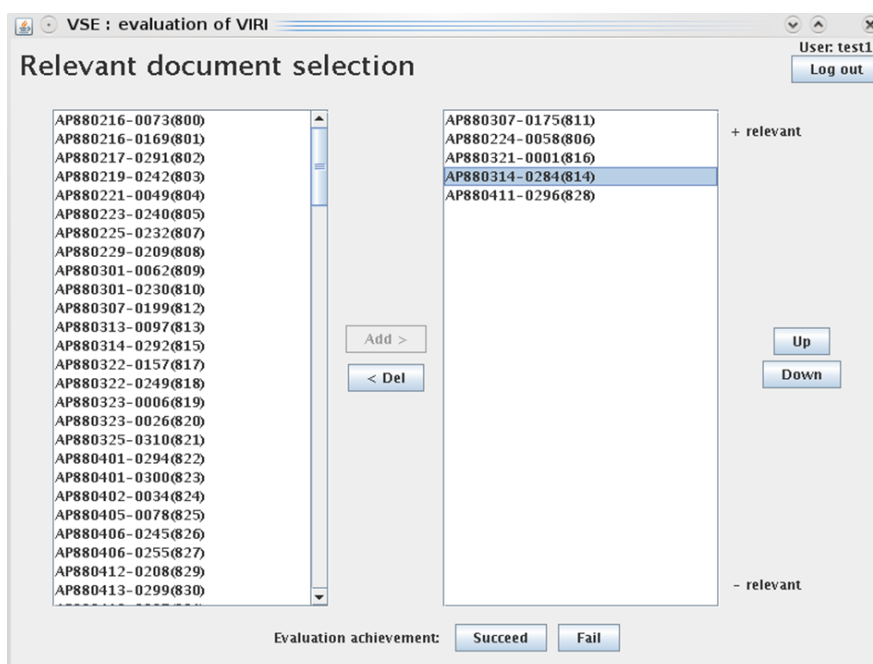 VSE : evaluation of VIRI
User: test1
Relevant document selection
Log out
AP880216-0073(800)
AP880216-0169(801)
AP880217-0291(802)
AP880219-0242(803)
AP880221-0049(804)
AP880223-0240(805)
AP880225-0232(807)
AP880229-0209(808)
AP880301-0062(809)
AP880301-0230(810)
AP880307-0199(812)
AP880313-0097(813)
AP880314-0292(815)
AP880322-0157(817)
AP880322-0249(818)
AP880323-0006(819)
AP880323-0026(820)
AP880325-0310(821)
AP880401-0294(822)
AP880401-0300(823)
AP880402-0034(824)
AP880405-0078(825)
AP880406-0245(826)
AP880406-0255(827)
AP880412-0208(829)
AP880413-0299(830)
Add >
< Del
AP880307-0175(811)
AP880224-0058(806)
AP880321-0001(816)
AP880314-0284(814)
AP880411-0296(828)
+ relevant
Up
Down
- relevant
Evaluation achievement:
Succeed
Fail